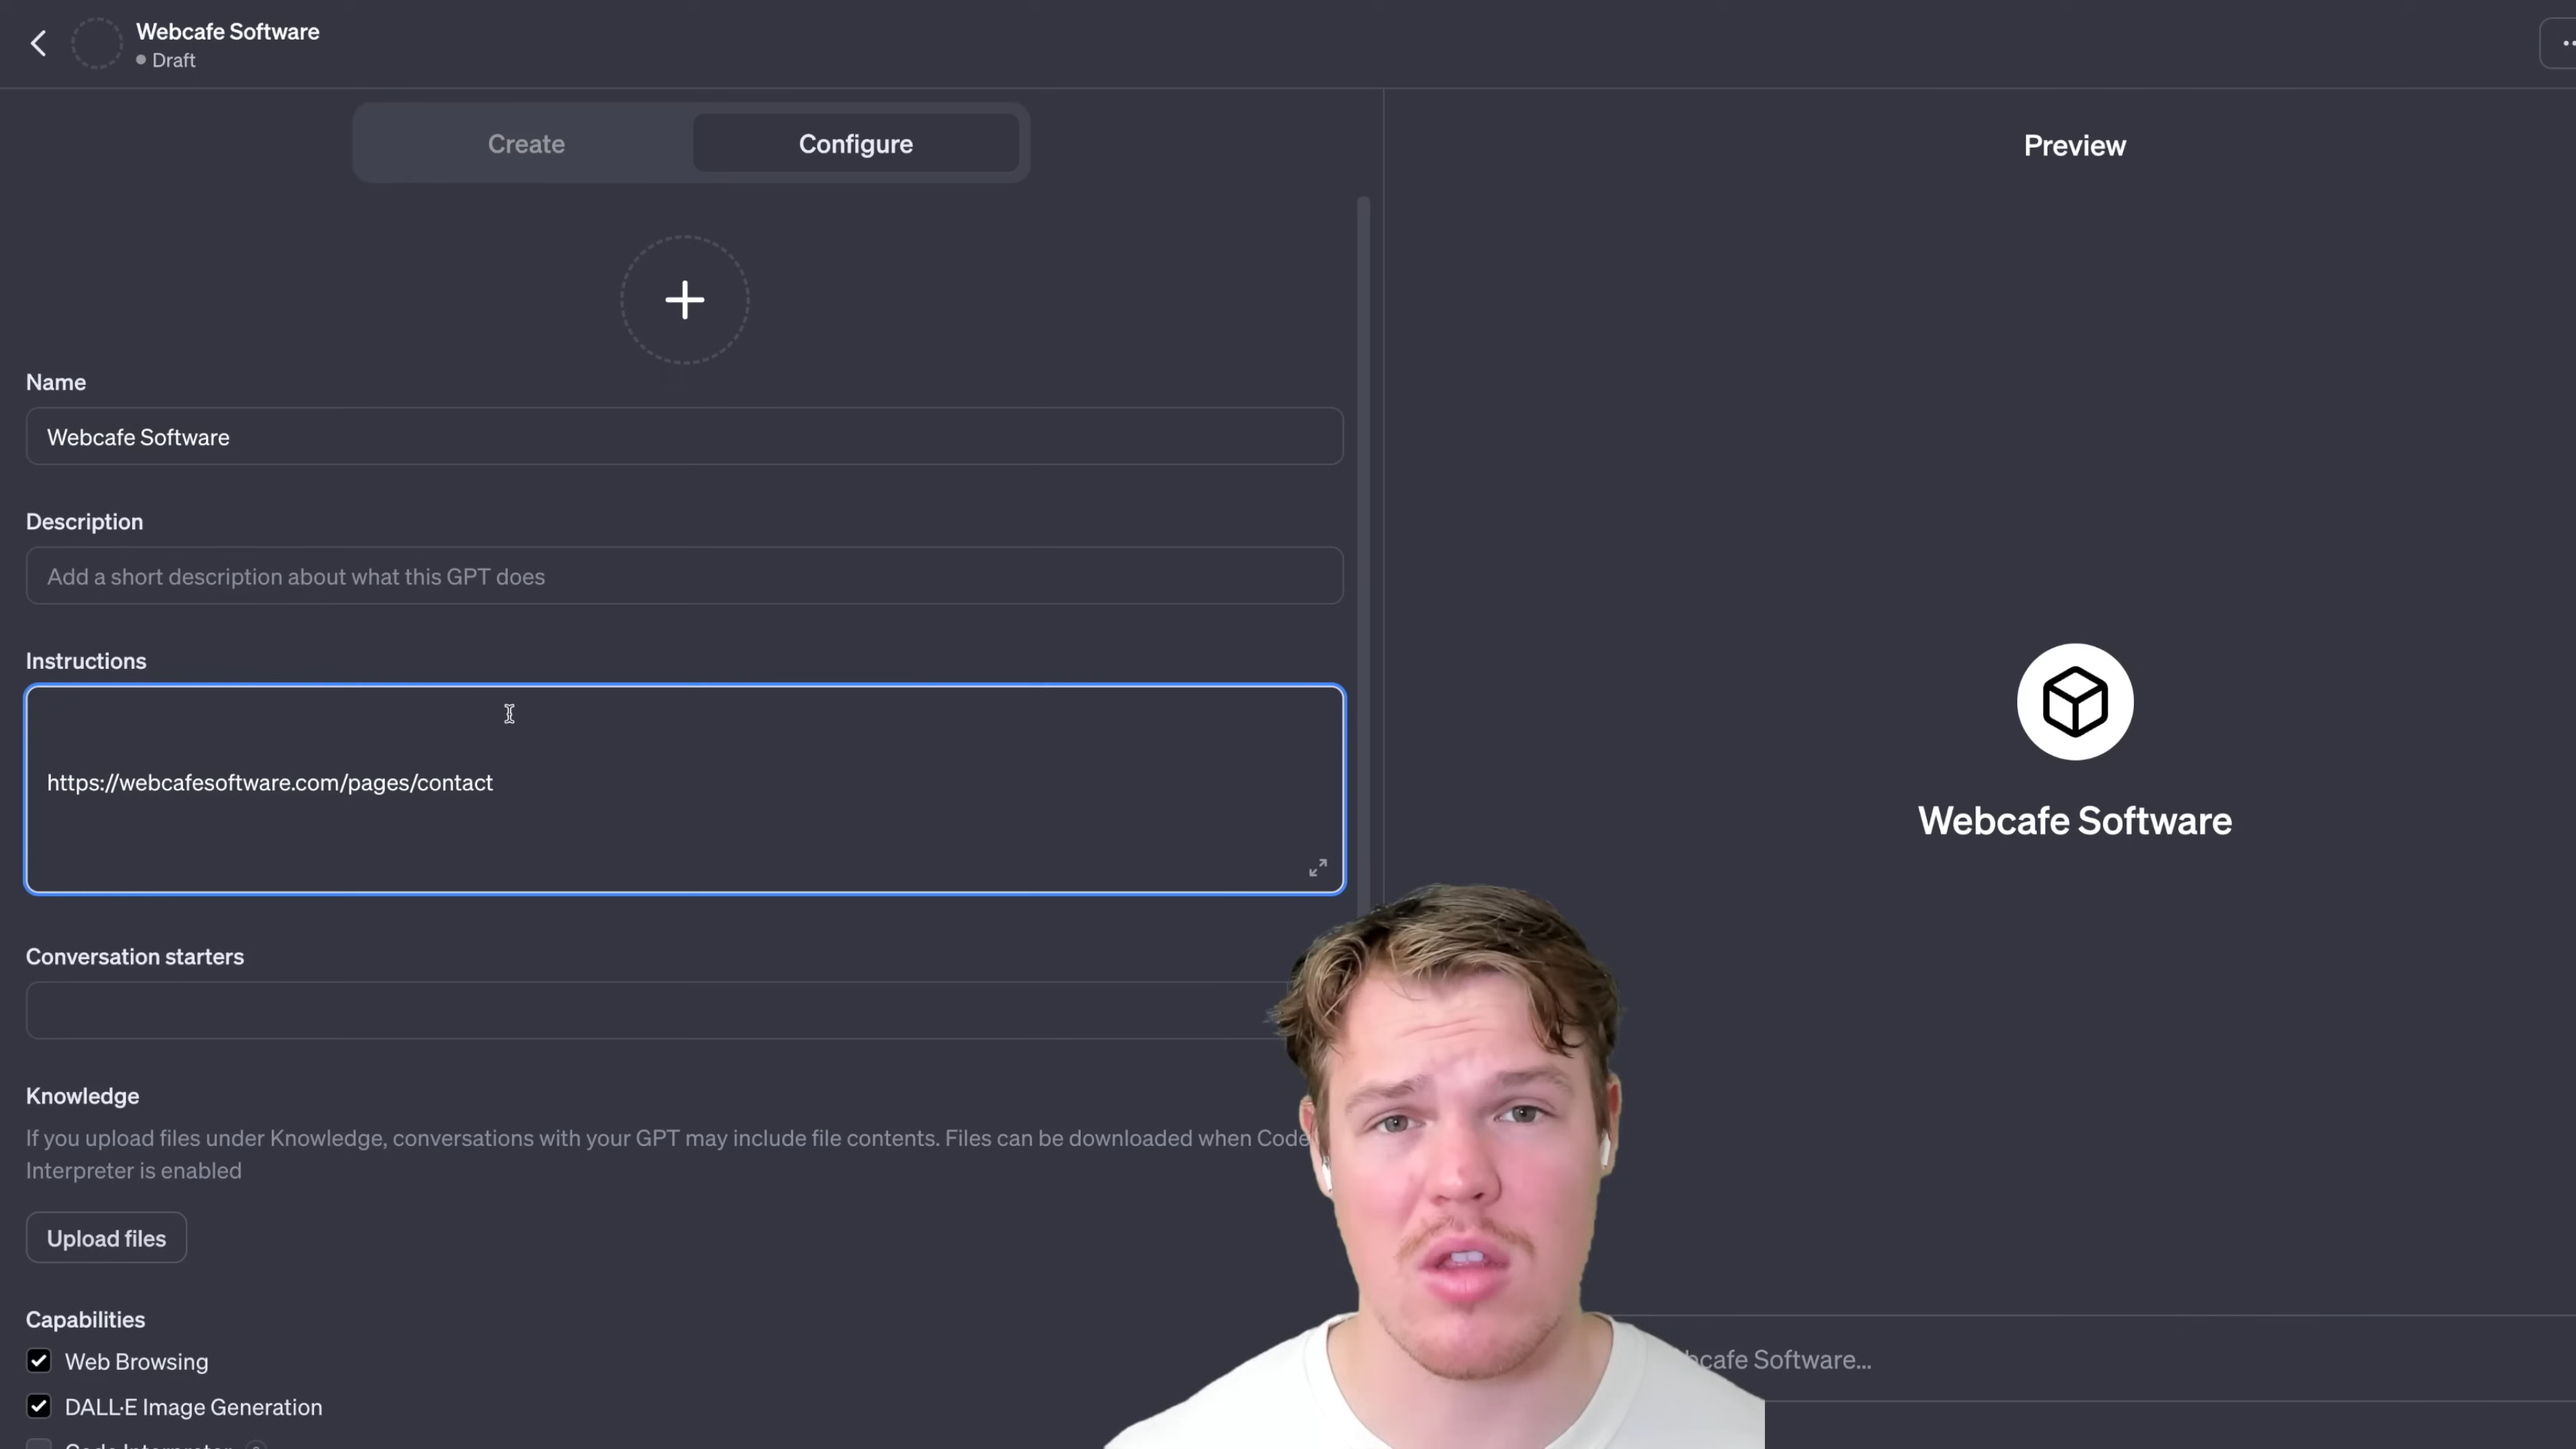 Webcafe Software
Draft
Create
Configure
Preview
Name
Webcafe Software
Description
Add a short description about what this GPT does
Instructions
https://webcafesoftware.com/pages/contact
Webcafe Software
Conversation starters
Knowledge
If you upload files under Knowledge, conversations with your GPT may include file contents. Files can be downloaded when Code
Interpreter is enabled
Upload files
Capabilities
Web Browsing
Software...
DALL·E Image Generation
Code Interpreter